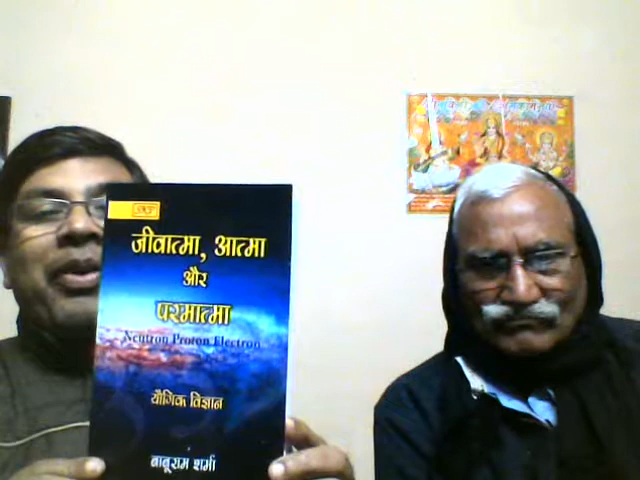 जीवात्मा, आत्मा
और
परमात्मा
Neutron Proton Electron
यौगिक विज्ञान
बाबूराम शर्मा